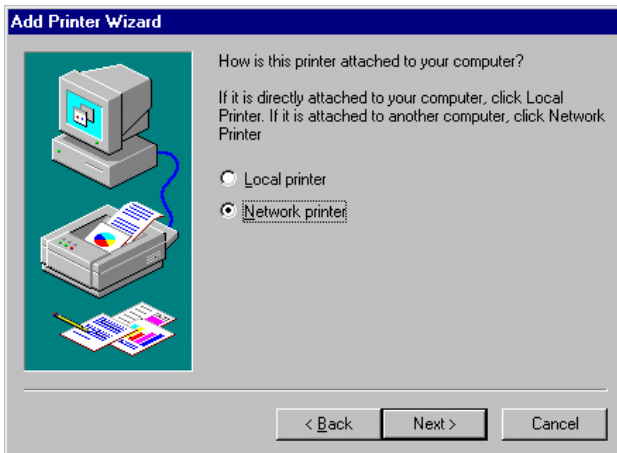 Add Printer Wizard
How is this printer attached to your computer?
If it is directly attached to your computer, click Local
Printer. If it is attached to another computer, click Network
Printer
Local printer
Network printer
< Back
Next >
Cancel